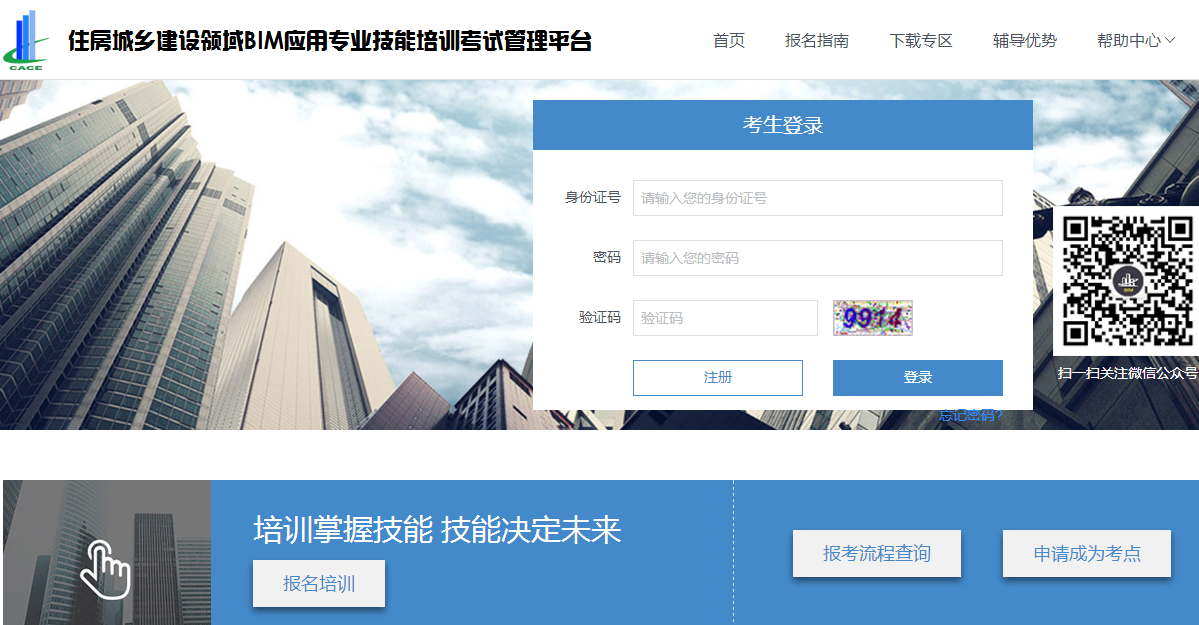 住房城乡建设领域BIM应用专业技能培训考试管理平台
CACE
首页
报名指南
下载专区
辅导优势
帮助中心
考生登录
身份证号
请输入您的身份证号
密码
请输入您的密码
验证码
验证码
9914
注册
登录
忘记密码?
扫一扫关注微信公众号
培训掌握技能 技能决定未来
报名培训
报考流程查询
申请成为考点